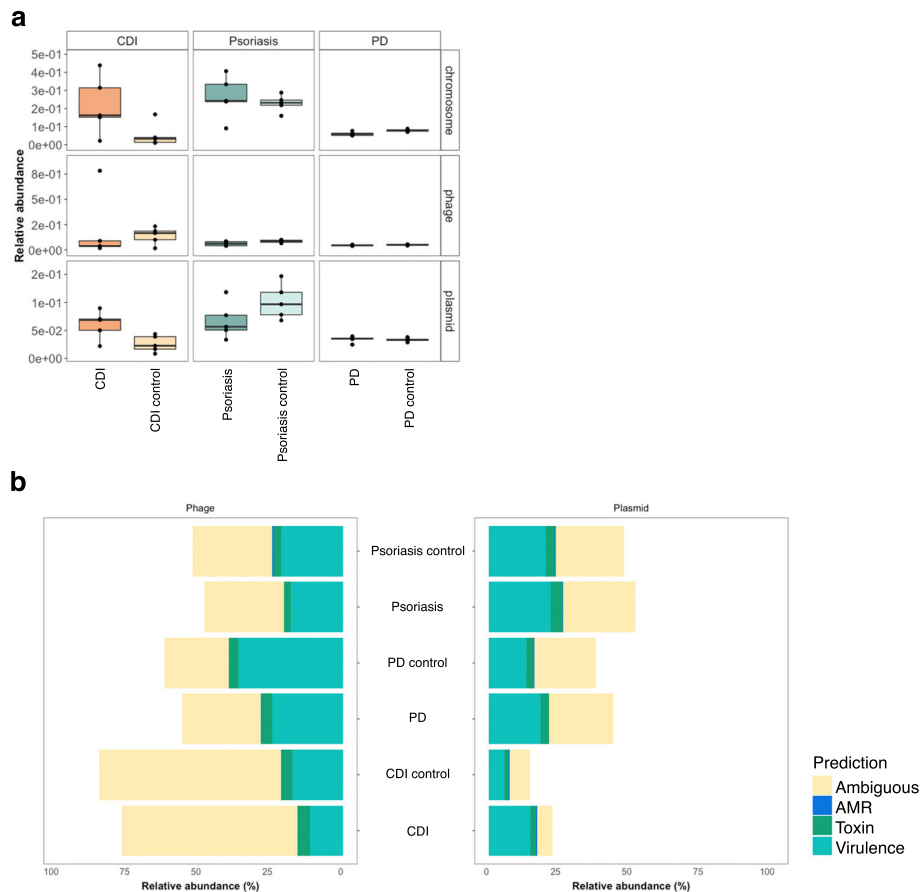 a
CDI Psoriasis PD
5e-01
4e-01
3e-01
2e-01
1e-01
0e+00
chromosome
8e-01
5e-01
2e-01
0e+00
phage
2e-01
1e-01
5e-02
0e+00
plasmid
Relative abundance
CDI
CDI control
Psoriasis
Psoriasis control
PD
PD control
b
Phage Plasmid
Psoriasis control
Psoriasis
PD control
PD
CDI control
CDI
100 75 50 25 0
0 25 50 75 100
Relative abundance (%) Relative abundance (%)
Prediction
Ambiguous
AMR
Toxin
Virulence